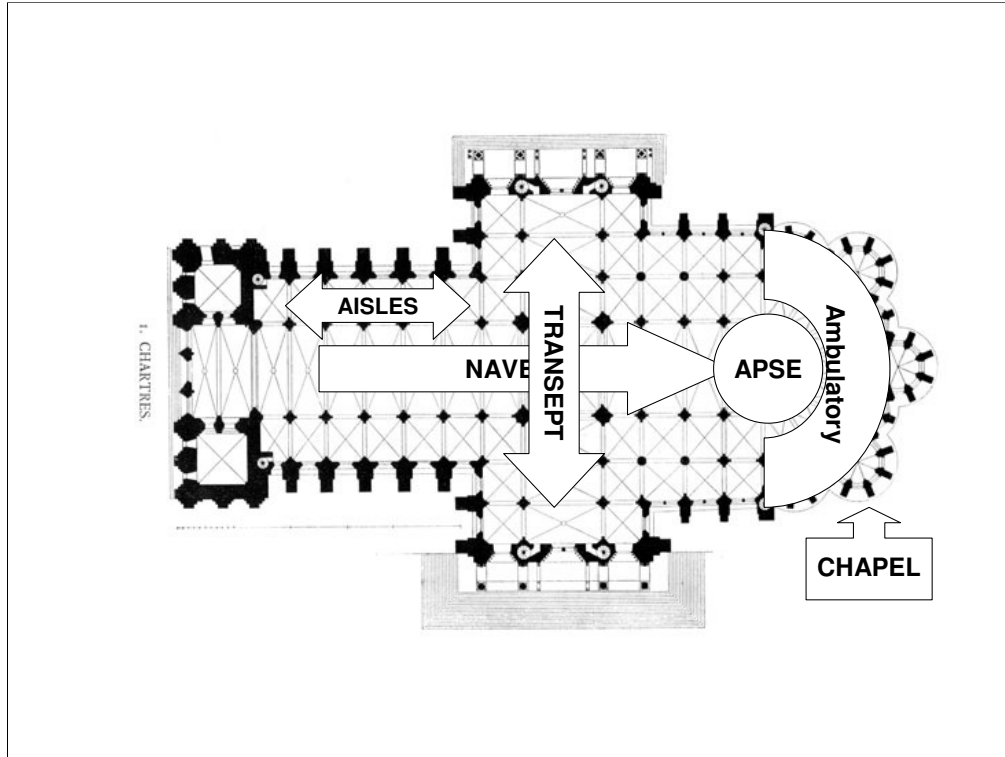 AISLES
TRANSEPT
NAVE
APSE
Ambulatory
CHAPEL
1. CHARTRES.